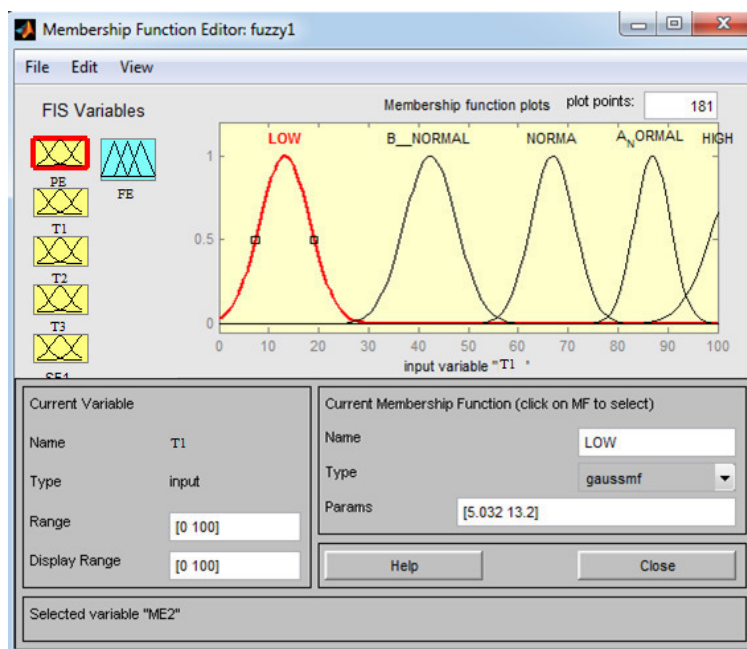 Membership Function Editor: fuzzy1
File Edit View
FIS Variables
Membership function plots plot points: 181
PE
FE
T1
T2
T3
LOW B__NORMAL NORMA A_NORMAL HIGH
1
0.5
0
0 10 20 30 40 50 60 70 80 90 100
input variable "T1 "
Current Variable
Name T1
Type input
Range [0 100]
Display Range [0 100]
Current Membership Function (click on MF to select)
Name LOW
Type gaussmf
Params [5.032 13.2]
Help Close
Selected variable "ME2"